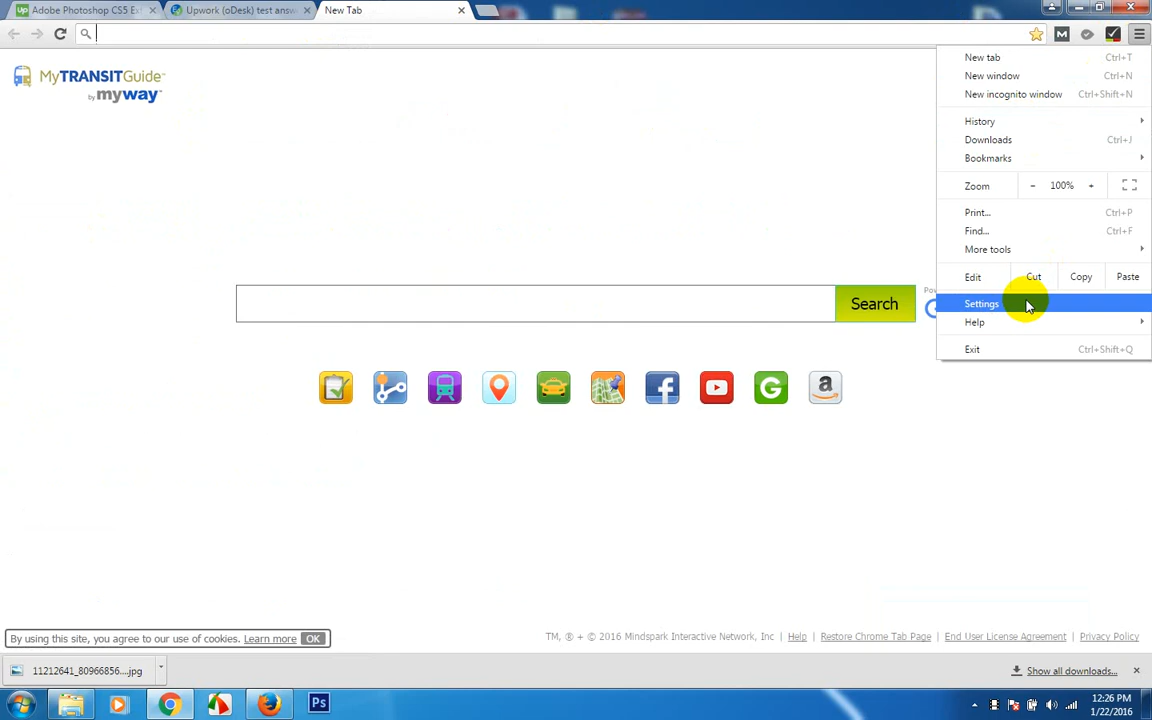 Adobe Photoshop CS5 Ex
Upwork (oDesk) test answ
New Tab
MyTRANSITGuide
by myway
New tab Ctrl+T
New window Ctrl+N
New incognito window Ctrl+Shift+N
History
Downloads Ctrl+J
Bookmarks
Zoom - 100% +
Print... Ctrl+P
Find... Ctrl+F
More tools
Edit Cut Copy Paste
Settings
Help
Exit Ctrl+Shift+Q
Search
By using this site, you agree to our use of cookies. Learn more OK
TM, ® + © 2016 Mindspark Interactive Network, Inc Help Restore Chrome Tab Page End User License Agreement Privacy Policy
11212641_80966856....jpg
Show all downloads...
Ps
12:26 PM
1/22/2016